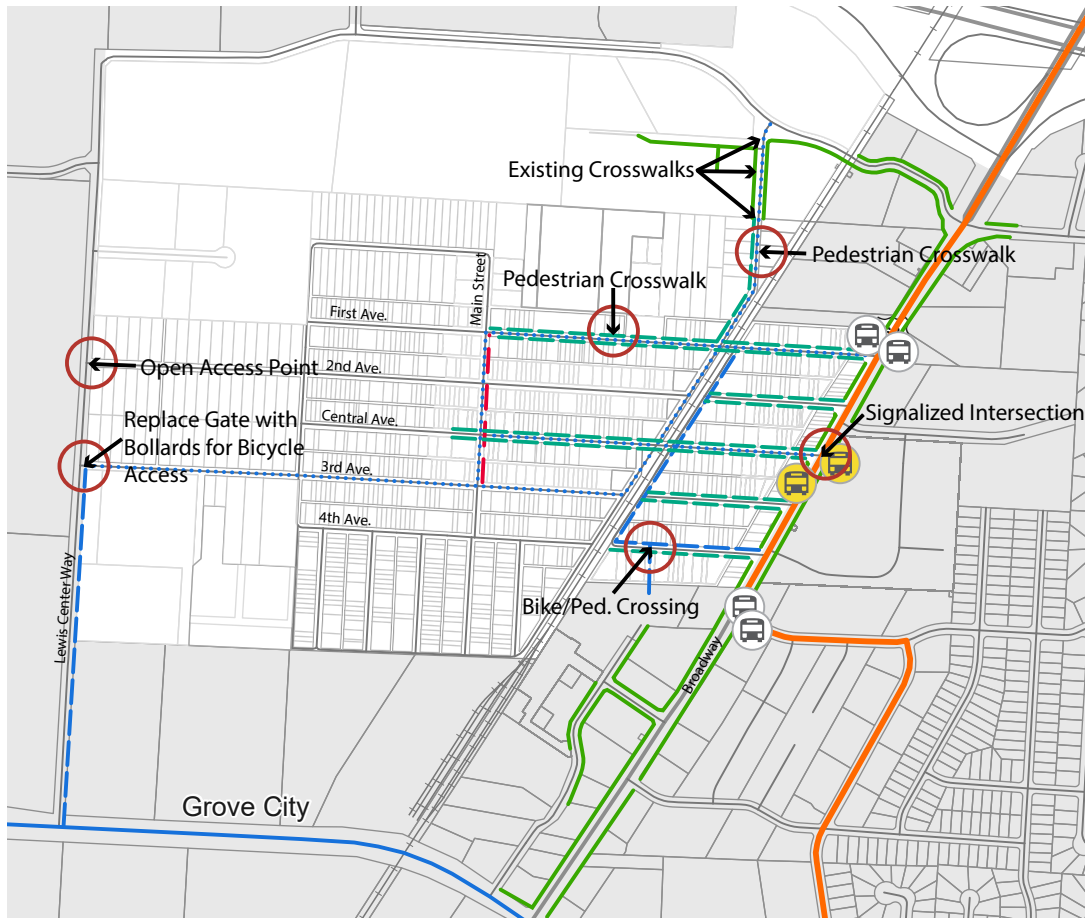 Existing Crosswalks
Pedestrian Crosswalk
Pedestrian Crosswalk
Main Street
First Ave.
Open Access Point
2nd Ave.
Replace Gate with
Bollards for Bicycle
Access
Central Ave.
Signalized Intersection
3rd Ave.
4th Ave.
Bike/Ped. Crossing
Lewis Center Way
Broadway
Grove City